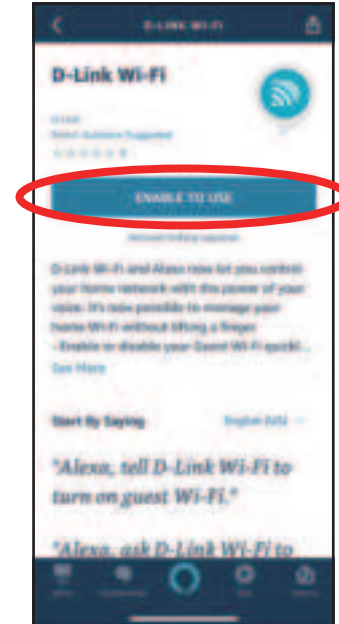 D-LINK WI-FI
D-Link Wi-Fi
D-Link
ENABLE TO USE
D-Link Wi-Fi and Alexa now let you control
your home network with the power of your
voice. It's now possible to manage your
home Wi-Fi without lifting a finger
- Enable or disable your Guest Wi-Fi quickl...
See More
Start By Saying
English (US)
"Alexa, tell D-Link Wi-Fi to
turn on guest Wi-Fi."
"Alexa, ask D-Link Wi-Fi to